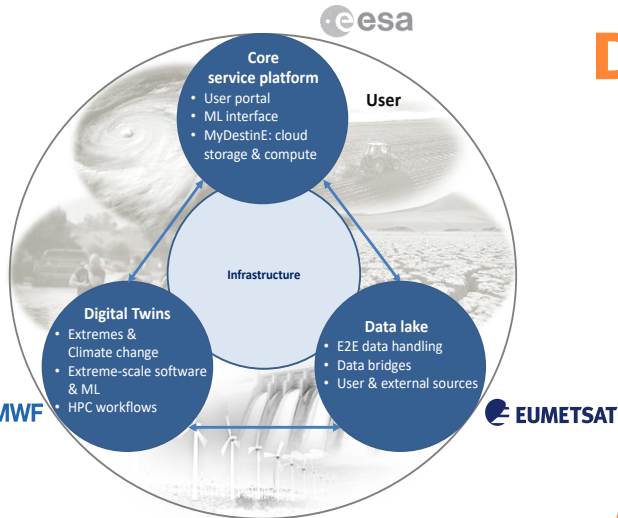 esa
D
Core
service platform
• User portal
• ML interface
• MyDestinE: cloud
storage & compute
User
Infrastructure
Digital Twins
• Extremes &
Climate change
• Extreme-scale software
& ML
• HPC workflows
Data lake
• E2E data handling
• Data bridges
• User & external sources
MWF
EUMETSAT